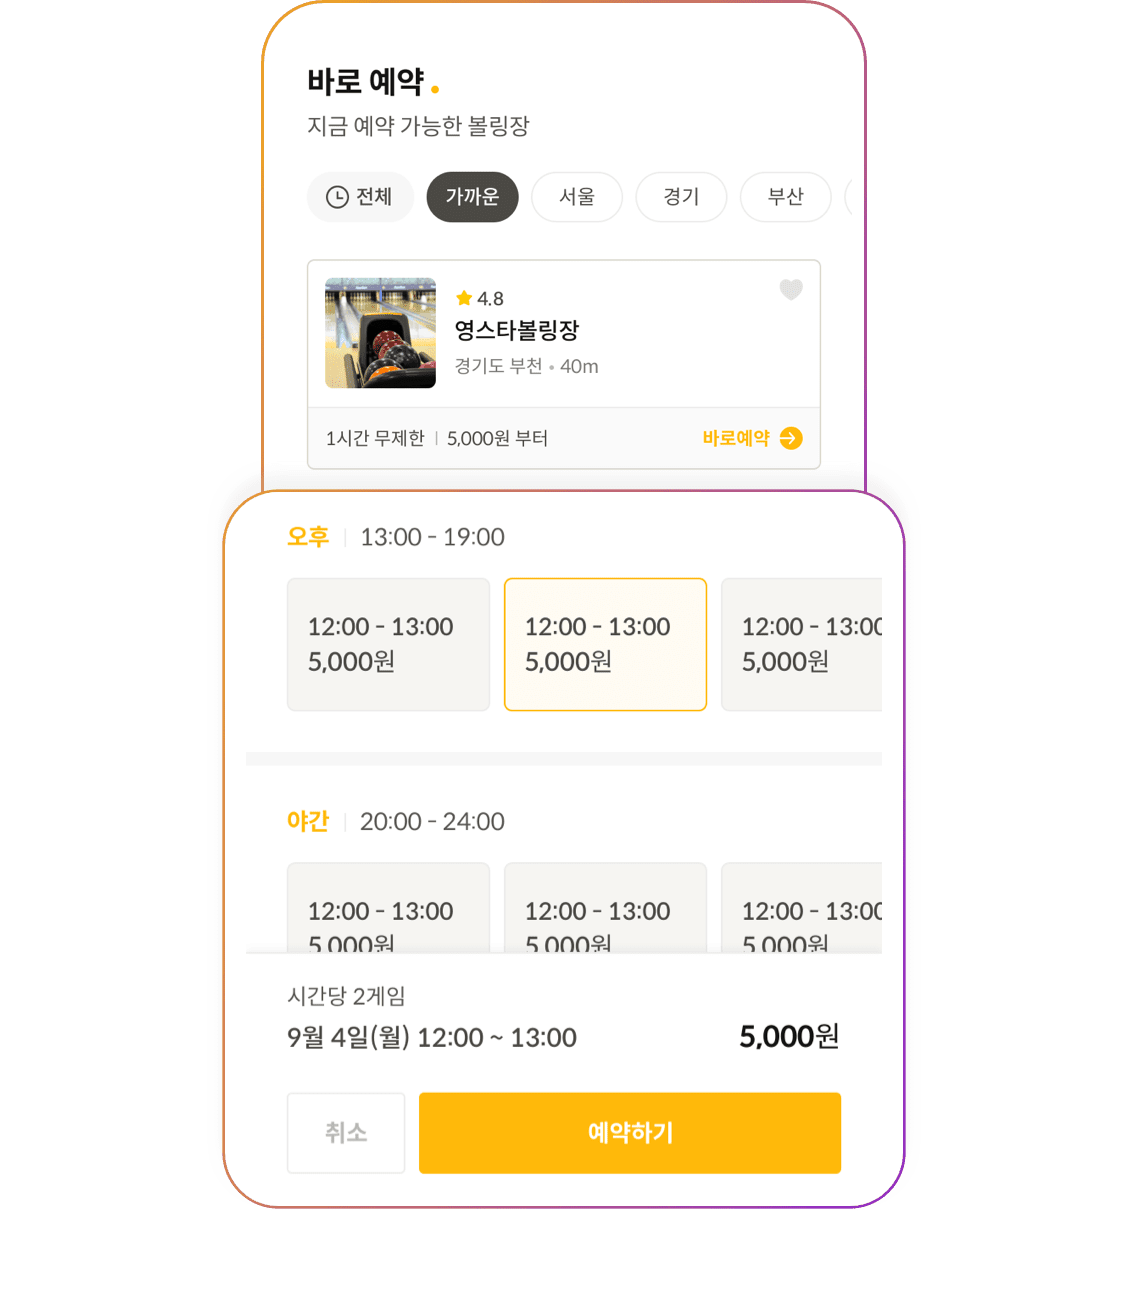 바로 예약.
지금 예약 가능한 볼링장
전체 가까운 서울 경기 부산
4.8
영스타볼링장
경기도 부천 • 40m
1시간 무제한 | 5,000원 부터 바로예약
오후 | 13:00 - 19:00
12:00 - 13:00 12:00 - 13:00 12:00 - 13:00
5,000원 5,000원 5,000원
야간 | 20:00 - 24:00
12:00 - 13:00 12:00 - 13:00 12:00 - 13:00
5,000원 5,000원 5,000원
시간당 2게임
9월 4일(월) 12:00 ~ 13:00 5,000원
취소 예약하기